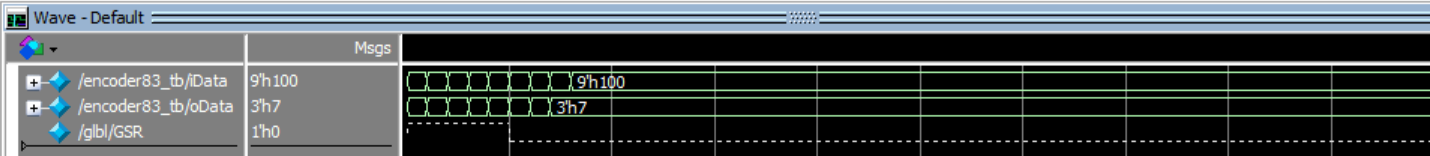 Wave - Default
Msgs
/encoder83_tb/iData 9'h100 9'h100
/encoder83_tb/oData 3'h7 3'h7
/glbl/GSR 1'h0